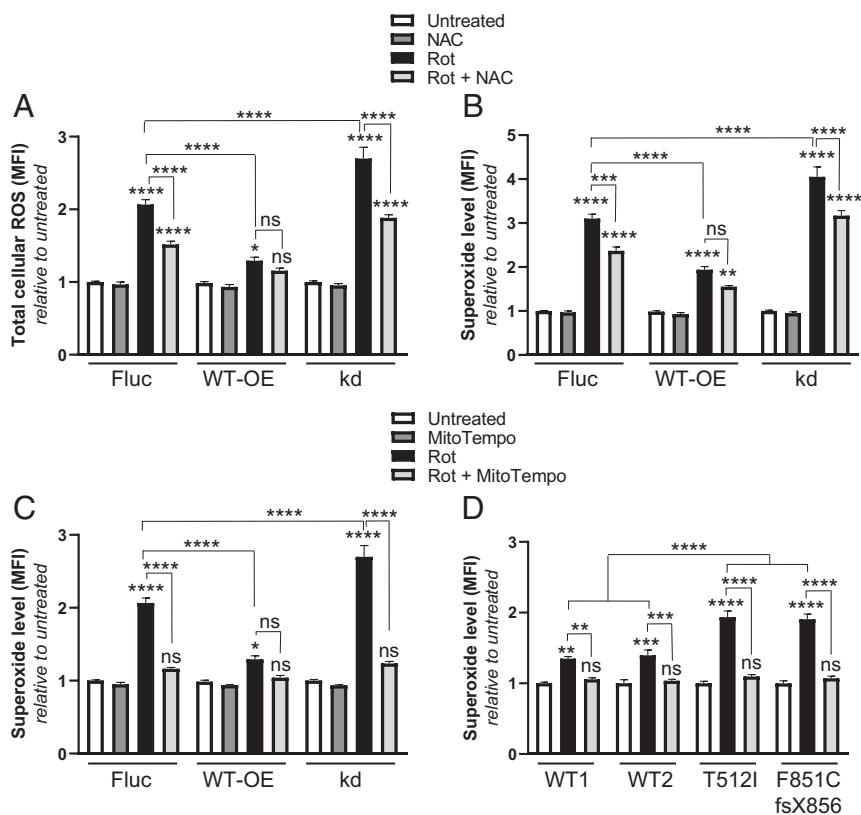 Untreated
NAC
Rot
Rot + NAC
A
Total cellular ROS (MFI)
relative to untreated
3
2
1
0
****
****
****
****
****
****
*
ns
ns
****
****
****
Fluc
WT-OE
kd
B
Superoxide level (MFI)
relative to untreated
5
4
3
2
1
0
****
****
***
****
****
****
ns
**
****
****
****
Fluc
WT-OE
kd
Untreated
MitoTempo
Rot
Rot + MitoTempo
C
Superoxide level (MFI)
relative to untreated
3
2
1
0
****
****
****
****
ns
*
ns
ns
****
****
ns
Fluc
WT-OE
kd
D
Superoxide level (MFI)
relative to untreated
3
2
1
0
****
**
**
ns
***
***
ns
****
****
ns
****
****
ns
WT1
WT2
T512I
F851C
fsX856